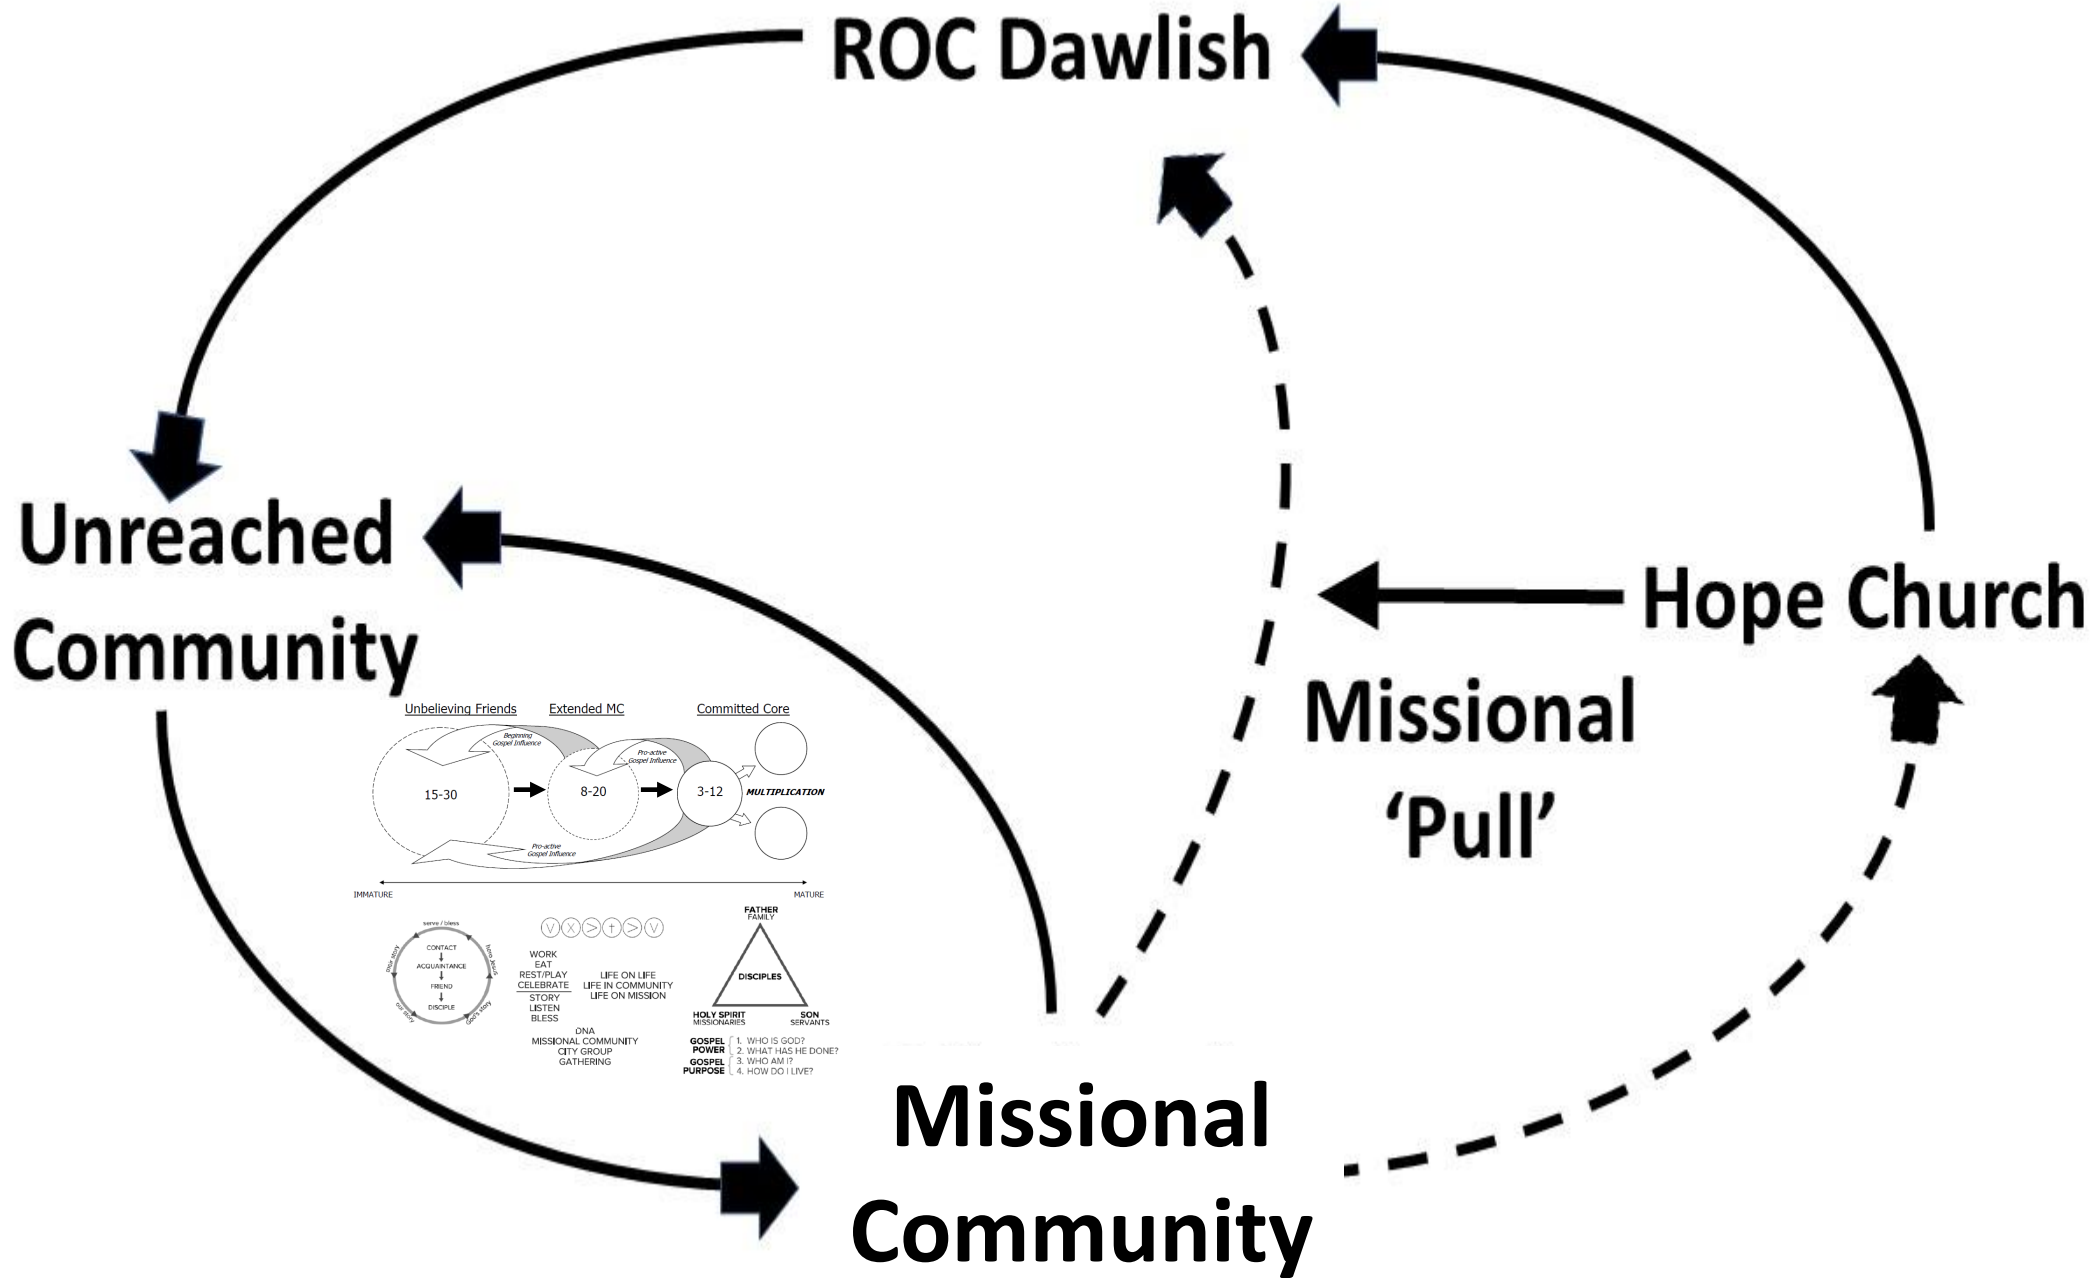 ROC Dawlish
Unreached
Community
Hope Church
Missional
‘Pull’
Unbelieving Friends
Extended MC
Committed Core
Beginning
Gospel Influence
Pro-active
Gospel Influence
15-30
8-20
3-12
MULTIPLICATION
Pro-active
Gospel Influence
IMMATURE
MATURE
serve / bless
your story
hero Jesus
our story
God's story
CONTACT
ACQUAINTANCE
FRIEND
DISCIPLE
V X > † > V
WORK
EAT
REST/PLAY
CELEBRATE
STORY
LISTEN
BLESS
LIFE ON LIFE
LIFE IN COMMUNITY
LIFE ON MISSION
DNA
MISSIONAL COMMUNITY
CITY GROUP
GATHERING
FATHER
FAMILY
DISCIPLES
HOLY SPIRIT
MISSIONARIES
SON
SERVANTS
GOSPEL
POWER
1. WHO IS GOD?
2. WHAT HAS HE DONE?
GOSPEL
PURPOSE
3. WHO AM I?
4. HOW DO I LIVE?
Missional
Community